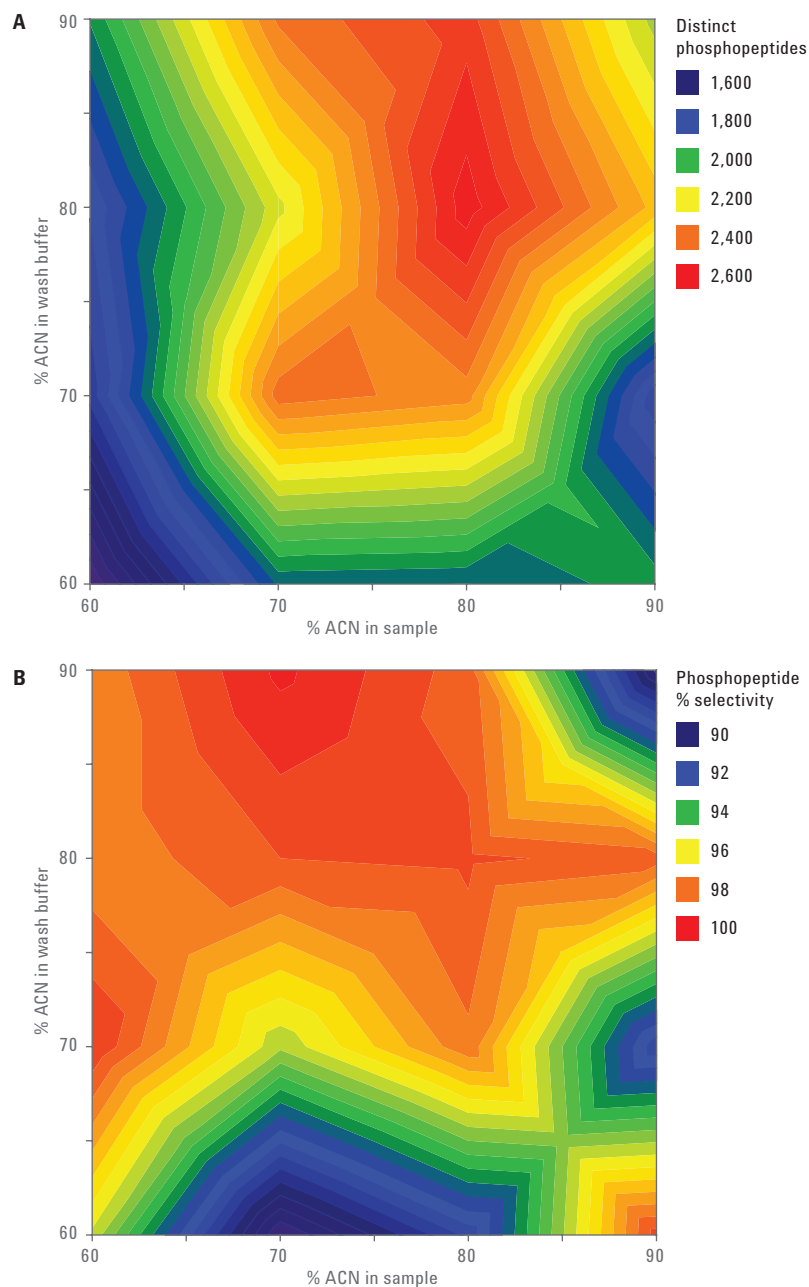 A
Distinct
phosphopeptides
1,600
1,800
2,000
2,200
2,400
2,600
90
80
70
60
% ACN in wash buffer
60 70 80 90
% ACN in sample
B
Phosphopeptide
% selectivity
90
92
94
96
98
100
90
80
70
60
% ACN in wash buffer
60 70 80 90
% ACN in sample